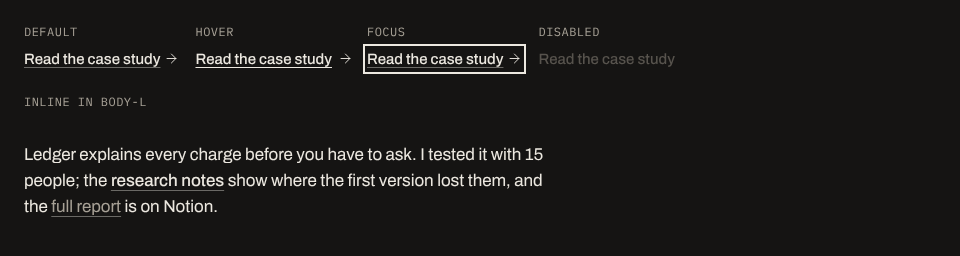 DEFAULT HOVER FOCUS DISABLED
Read the case study → Read the case study → Read the case study → Read the case study
INLINE IN BODY-L
Ledger explains every charge before you have to ask. I tested it with 15
people; the research notes show where the first version lost them, and
the full report is on Notion.